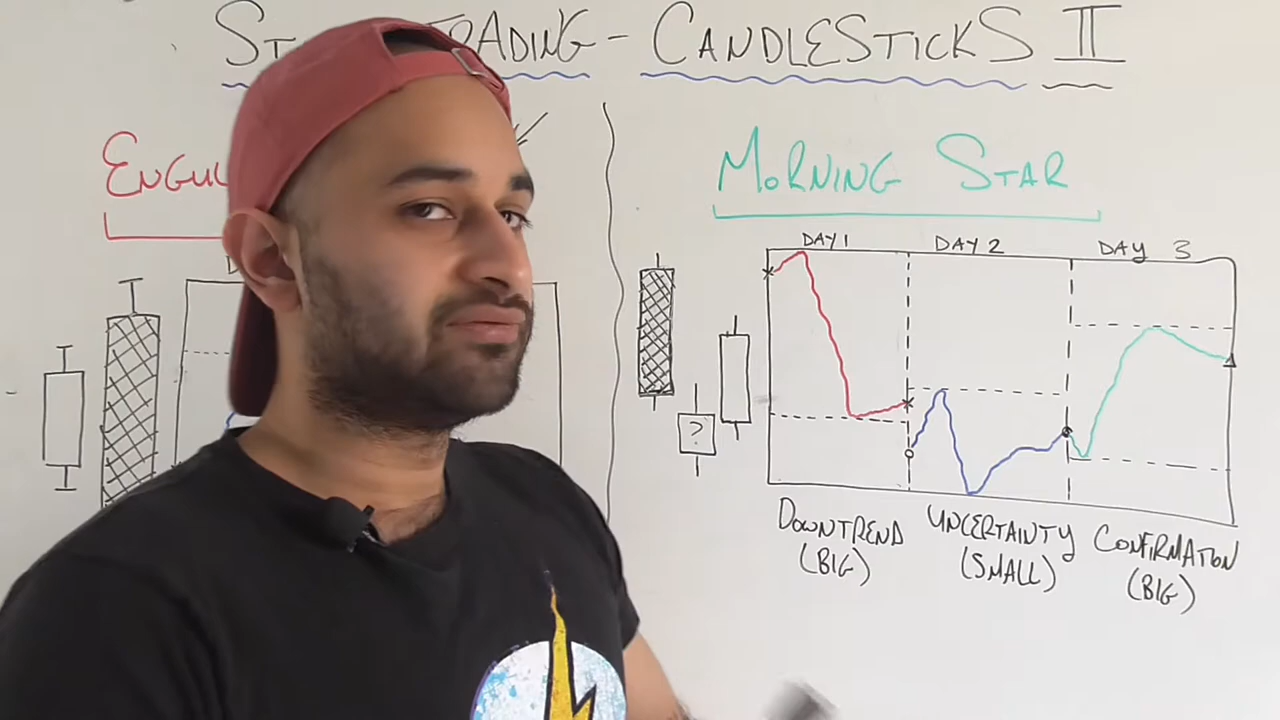 CANDLESTICKS II
MORNING STAR
DAY 1 DAY 2 DAY 3
?
DOWNTREND UNCERTAINTY CONFIRMATION
(BIG) (SMALL) (BIG)